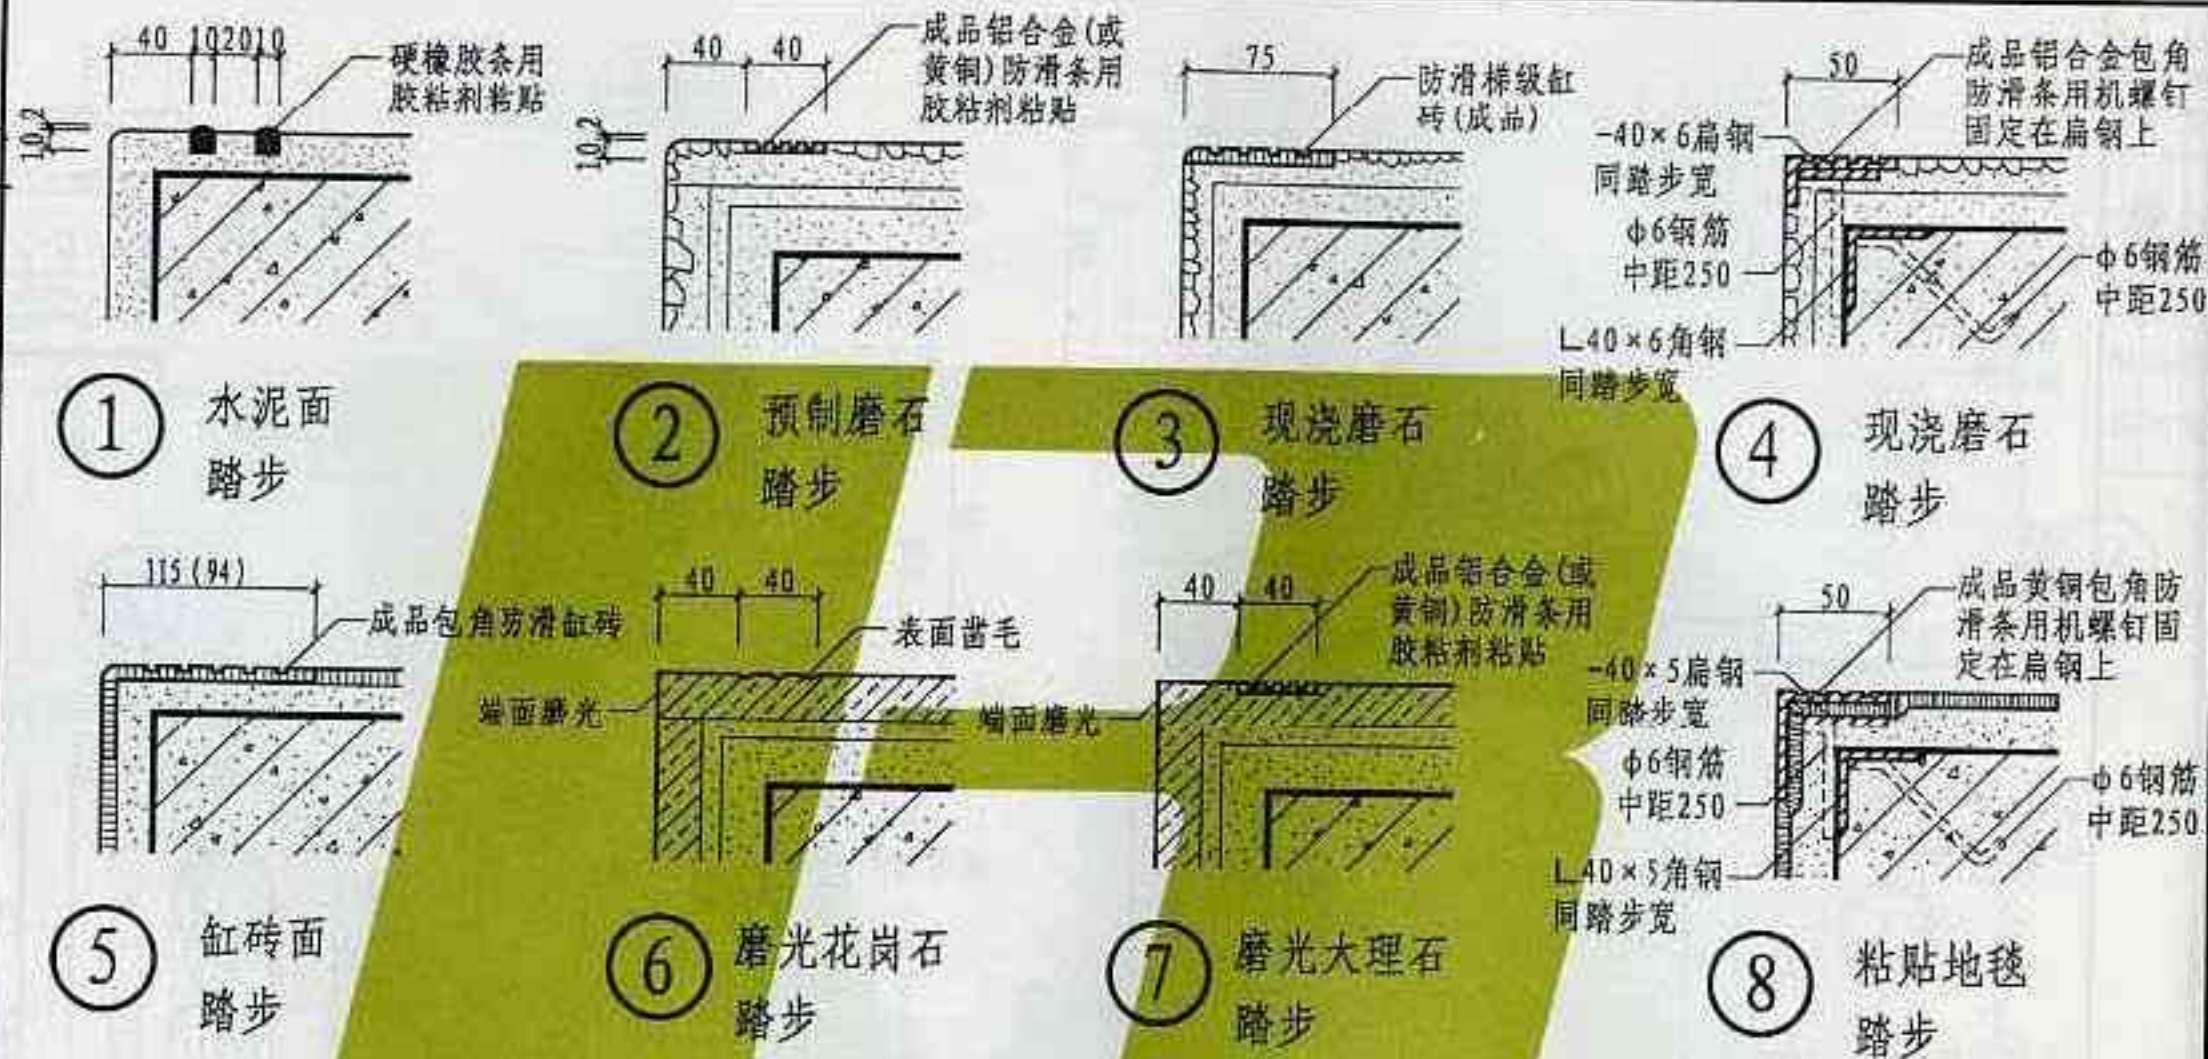 40 10 20 10
硬橡胶条用
胶粘剂粘贴
10 2
①
水泥面
踏步
40 40
成品铝合金(或
黄铜)防滑条用
胶粘剂粘贴
10 2
②
预制磨石
踏步
75
防滑梯级缸
砖(成品)
③
现浇磨石
踏步
50
成品铝合金包角
防滑条用机螺钉
固定在扁钢上
-40×6扁钢
同踏步宽
ф6钢筋
中距250
ф6钢筋
中距250
L40×6角钢
同踏步宽
④
现浇磨石
踏步
115(94)
成品包角防滑缸砖
⑤
缸砖面
踏步
40 40
表面凿毛
端面磨光
⑥
磨光花岗石
踏步
40 40
成品铝合金(或
黄铜)防滑条用
胶粘剂粘贴
端面磨光
⑦
磨光大理石
踏步
50
成品黄铜包角防
滑条用机螺钉固
定在扁钢上
-40×5扁钢
同踏步宽
ф6钢筋
中距250
ф6钢筋
中距250
L40×5角钢
同踏步宽
⑧
粘贴地毯
踏步